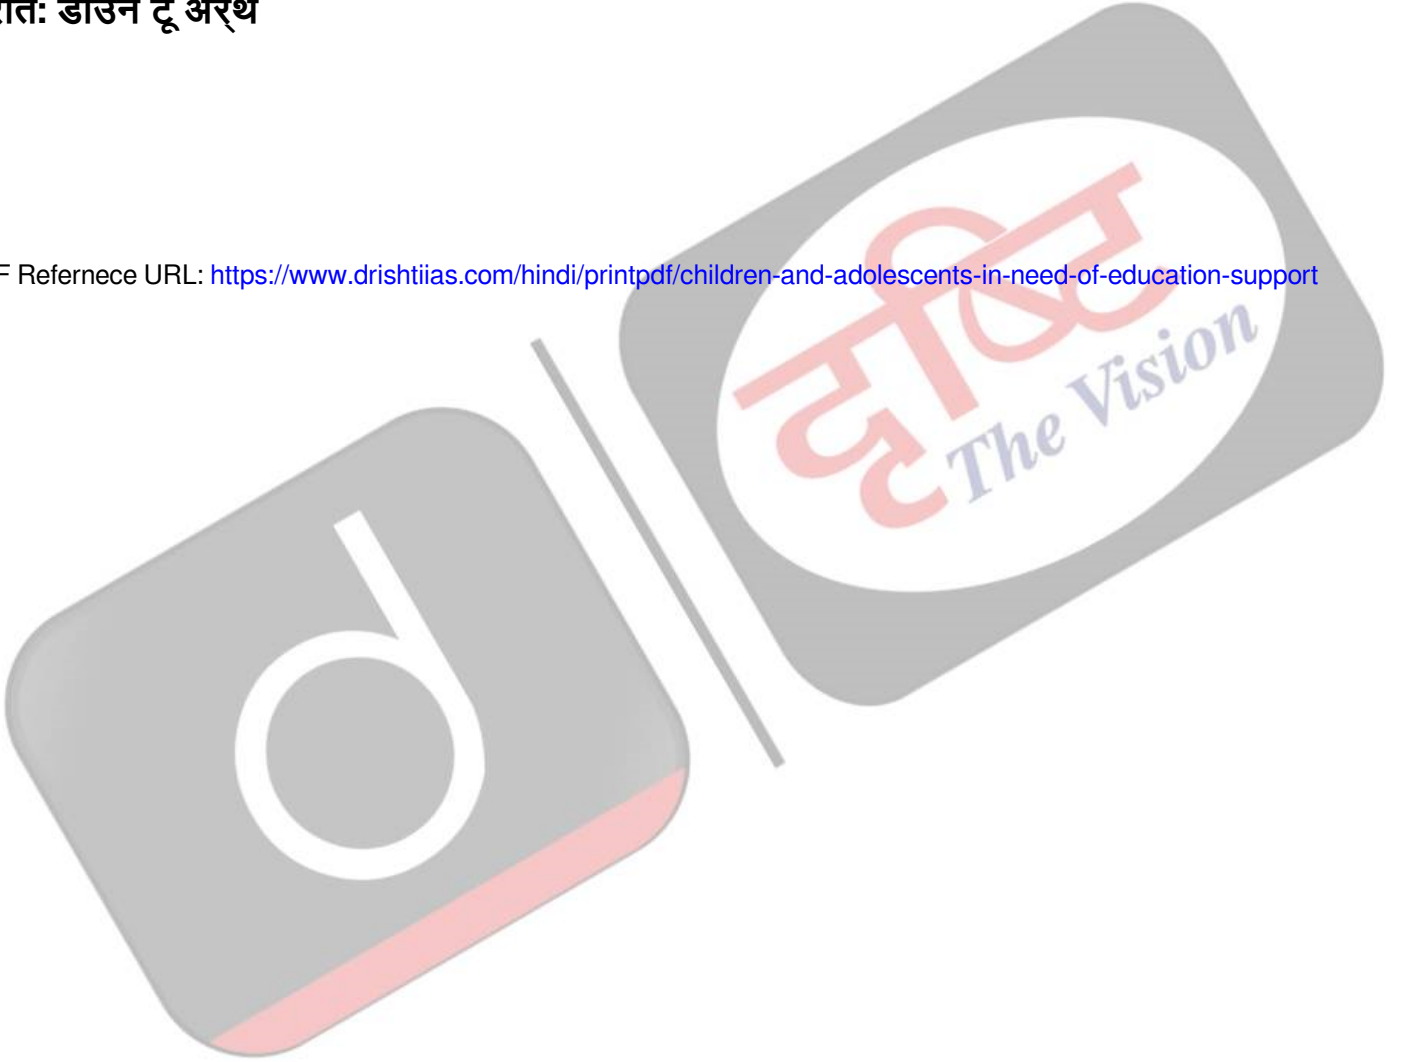 डाउन टू अर्थ
F Refernece URL: https://www.drishtiias.com/hindi/printpdf/children-and-adolescents-in-need-of-education-support
दृष्टि
The Vision